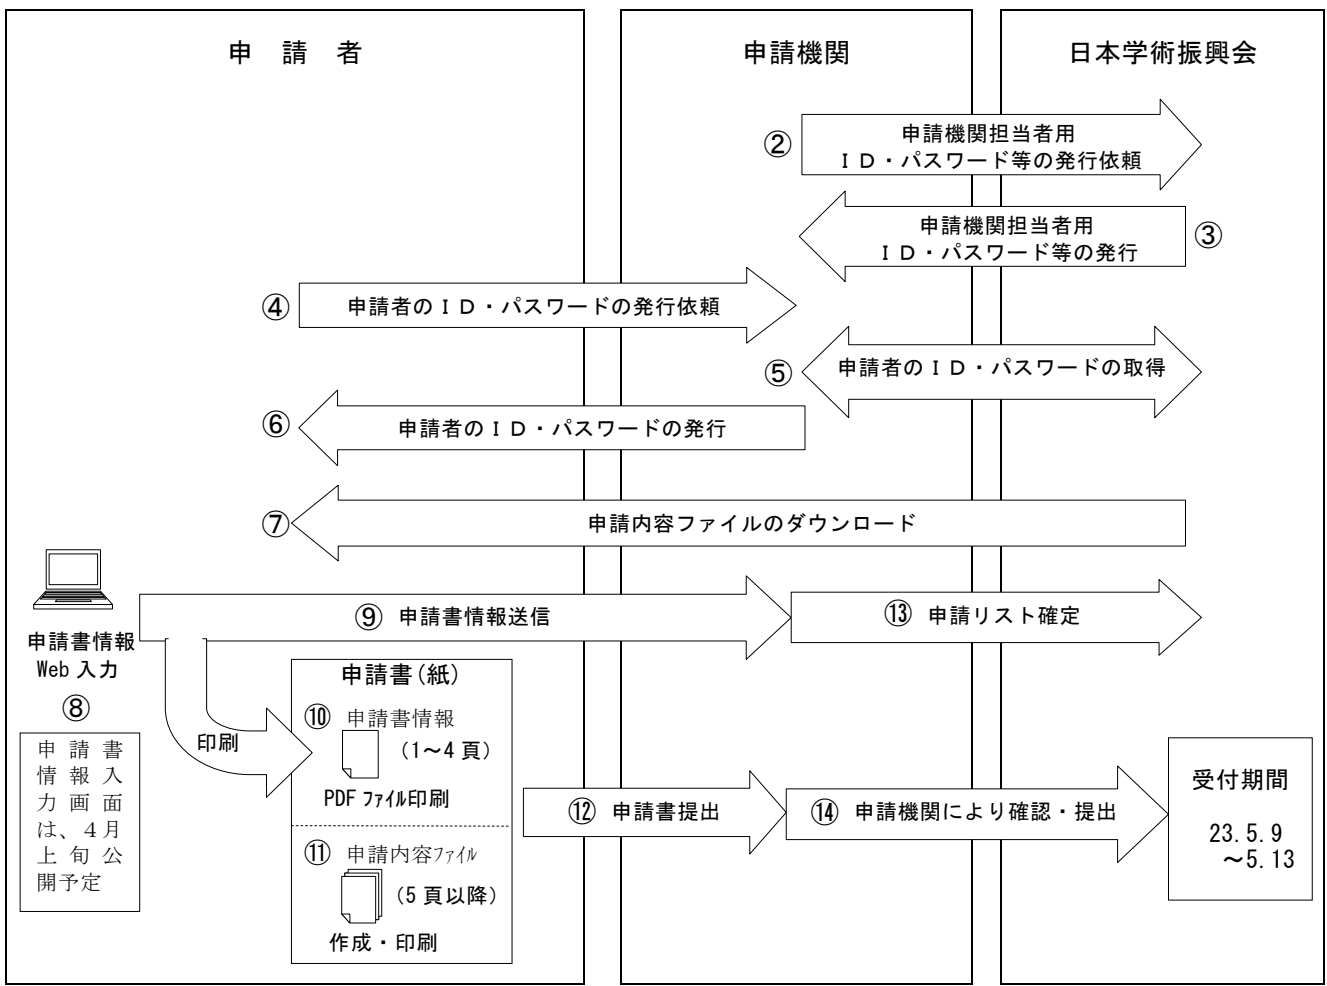 申　請　者
申請機関
日本学術振興会
②
申請機関担当者用
ＩＤ・パスワード等の発行依頼
申請機関担当者用
ＩＤ・パスワード等の発行
③
④
申請者のＩＤ・パスワードの発行依頼
⑤
申請者のＩＤ・パスワードの取得
⑥
申請者のＩＤ・パスワードの発行
⑦
申請内容ファイルのダウンロード
⑨ 申請書情報送信
⑬ 申請リスト確定
申請書情報
Web 入力
⑧
申請書
情報入
力画面
は、４月
上旬公
開予定
印刷
申請書(紙)
⑩ 申請書情報
(1～4 頁)
PDF ﾌｧｲﾙ印刷
⑪ 申請内容ﾌｧｲﾙ
(5 頁以降)
作成・印刷
⑫ 申請書提出
⑭ 申請機関により確認・提出
受付期間
23.5.9
～5.13